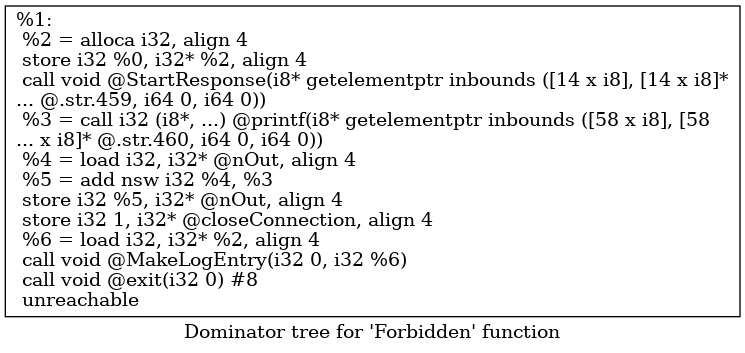 %1:
%2 = alloca i32, align 4
store i32 %0, i32* %2, align 4
call void @StartResponse(i8* getelementptr inbounds ([14 x i8], [14 x i8]*
... @.str.459, i64 0, i64 0))
%3 = call i32 (i8*, ...) @printf(i8* getelementptr inbounds ([58 x i8], [58
... x i8]* @.str.460, i64 0, i64 0))
%4 = load i32, i32* @nOut, align 4
%5 = add nsw i32 %4, %3
store i32 %5, i32* @nOut, align 4
store i32 1, i32* @closeConnection, align 4
%6 = load i32, i32* %2, align 4
call void @MakeLogEntry(i32 0, i32 %6)
call void @exit(i32 0) #8
unreachable
Dominator tree for 'Forbidden' function